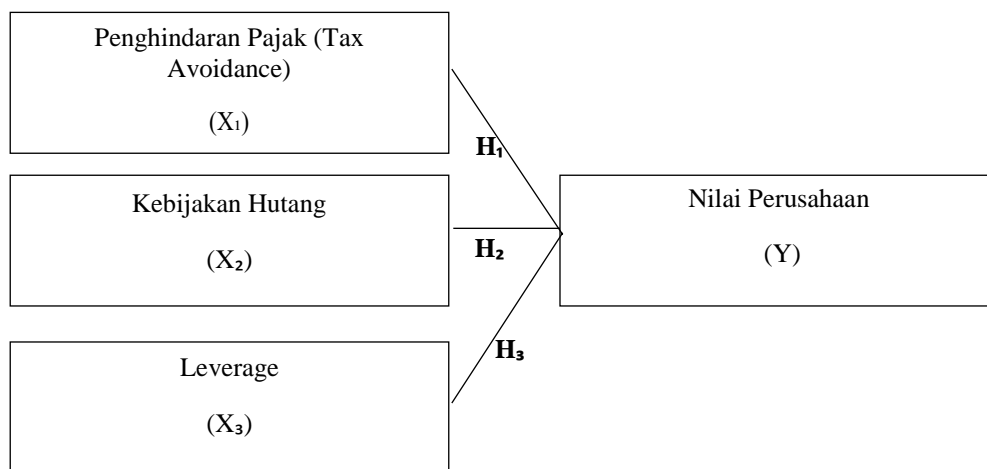 Penghindaran Pajak (Tax
Avoidance)
(X₁)
H₁
Kebijakan Hutang
(X₂)
H₂
Nilai Perusahaan
(Y)
Leverage
(X₃)
H₃